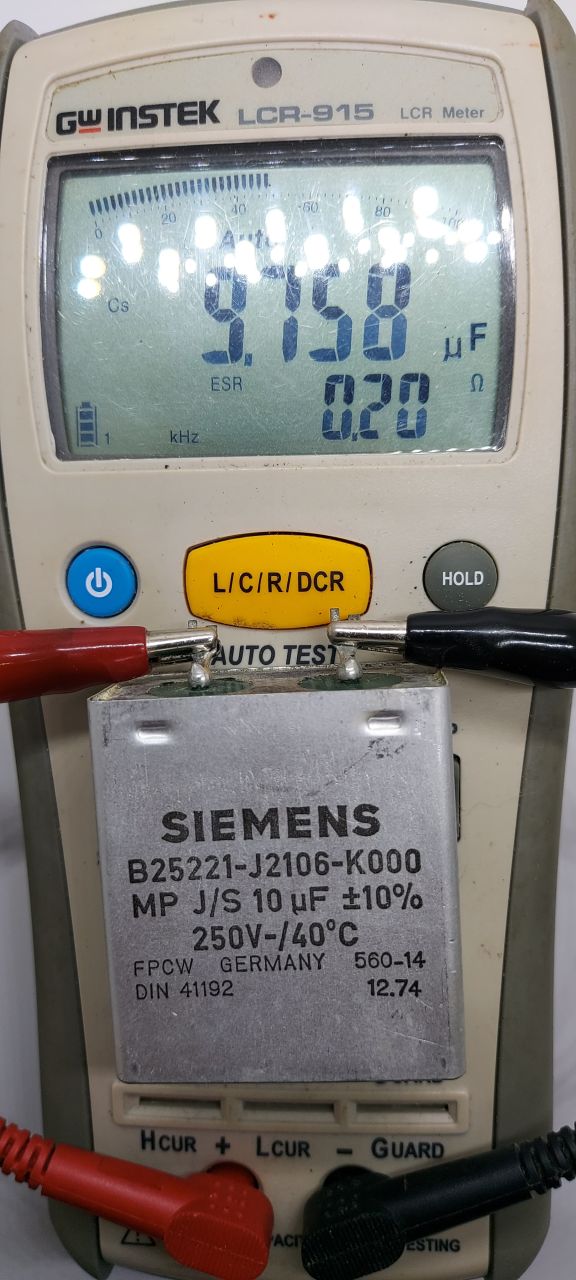 GWINSTEK LCR-915 LCR Meter
0 20 40 60 80 100
Auto
Cs 9.758 µF
ESR 0.20 Ω
1 kHz
L/C/R/DCR
HOLD
AUTO TEST
SIEMENS
B25221-J2106-K000
MP J/S 10 µF ±10%
250V-/40°C
FPCW GERMANY 560-14
DIN 41192 12.74
HCUR + LCUR - GUARD